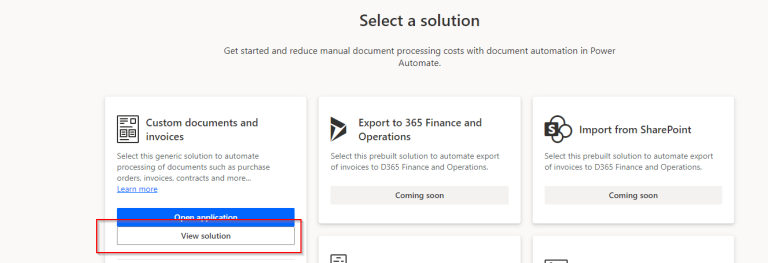 Select a solution
Get started and reduce manual document processing costs with document automation in Power
Automate.
Custom documents and
invoices
Select this generic solution to automate
processing of documents such as purchase
orders, invoices, contracts and more...
Learn more
Open application
View solution
Export to 365 Finance and
Operations
Select this prebuilt solution to automate export
of invoices to D365 Finance and Operations.
Coming soon
Import from SharePoint
Select this prebuilt solution to automate export
of invoices to D365 Finance and Operations.
Coming soon